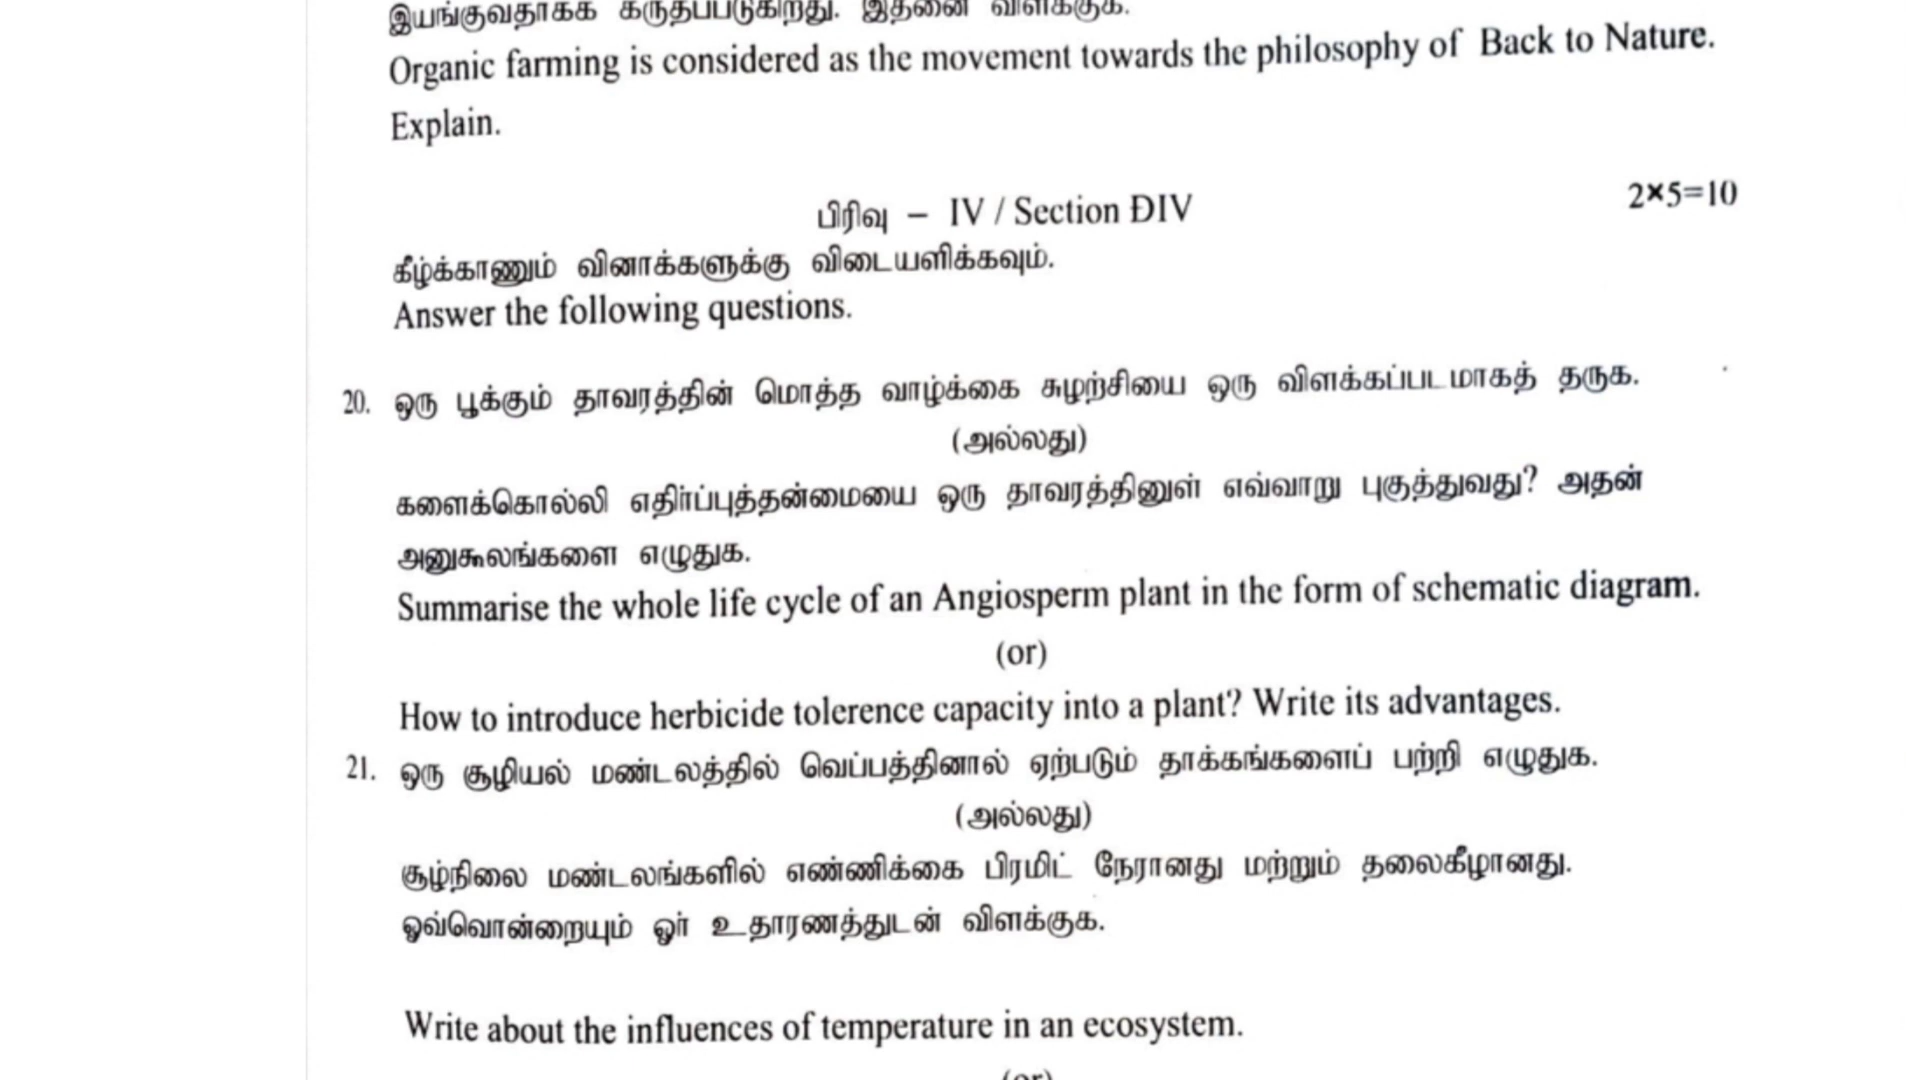 இயங்குவதாகக் கருதப்படுகிறது. இதனை விளக்குக.
Organic farming is considered as the movement towards the philosophy of Back to Nature.
Explain.
பிரிவு – IV / Section ĐIV
2×5=10
கீழ்க்காணும் வினாக்களுக்கு விடையளிக்கவும்.
Answer the following questions.
20. ஒரு பூக்கும் தாவரத்தின் மொத்த வாழ்க்கை சுழற்சியை ஒரு விளக்கப்படமாகத் தருக.
(அல்லது)
களைக்கொல்லி எதிர்ப்புத்தன்மையை ஒரு தாவரத்தினுள் எவ்வாறு புகுத்துவது? அதன்
அனுகூலங்களை எழுதுக.
Summarise the whole life cycle of an Angiosperm plant in the form of schematic diagram.
(or)
How to introduce herbicide tolerence capacity into a plant? Write its advantages.
21. ஒரு சூழியல் மண்டலத்தில் வெப்பத்தினால் ஏற்படும் தாக்கங்களைப் பற்றி எழுதுக.
(அல்லது)
சூழ்நிலை மண்டலங்களில் எண்ணிக்கை பிரமிட் நேரானது மற்றும் தலைகீழானது.
ஒவ்வொன்றையும் ஓர் உதாரணத்துடன் விளக்குக.
Write about the influences of temperature in an ecosystem.
(or)